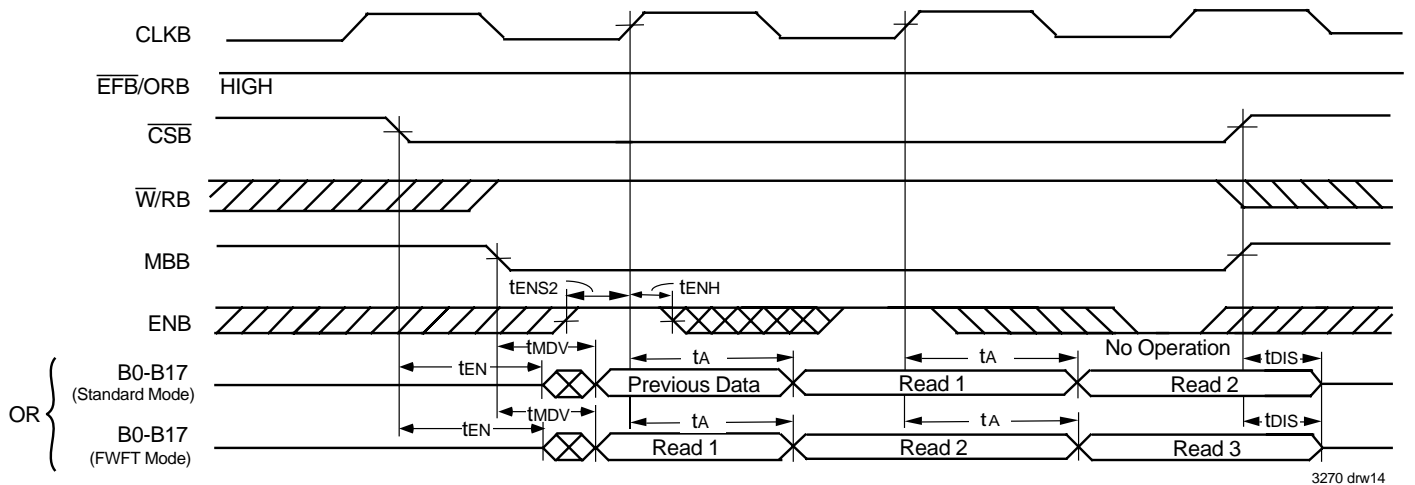 CLKB
EFB/ORB HIGH
CSB
W/RB
MBB
tENS2 tENH
ENB
No Operation
tMDV tA tA
tEN tDIS
B0-B17
(Standard Mode)
Previous Data Read 1 Read 2
OR
tMDV tA tA
tEN tDIS
B0-B17
(FWFT Mode)
Read 1 Read 2 Read 3
3270 drw14